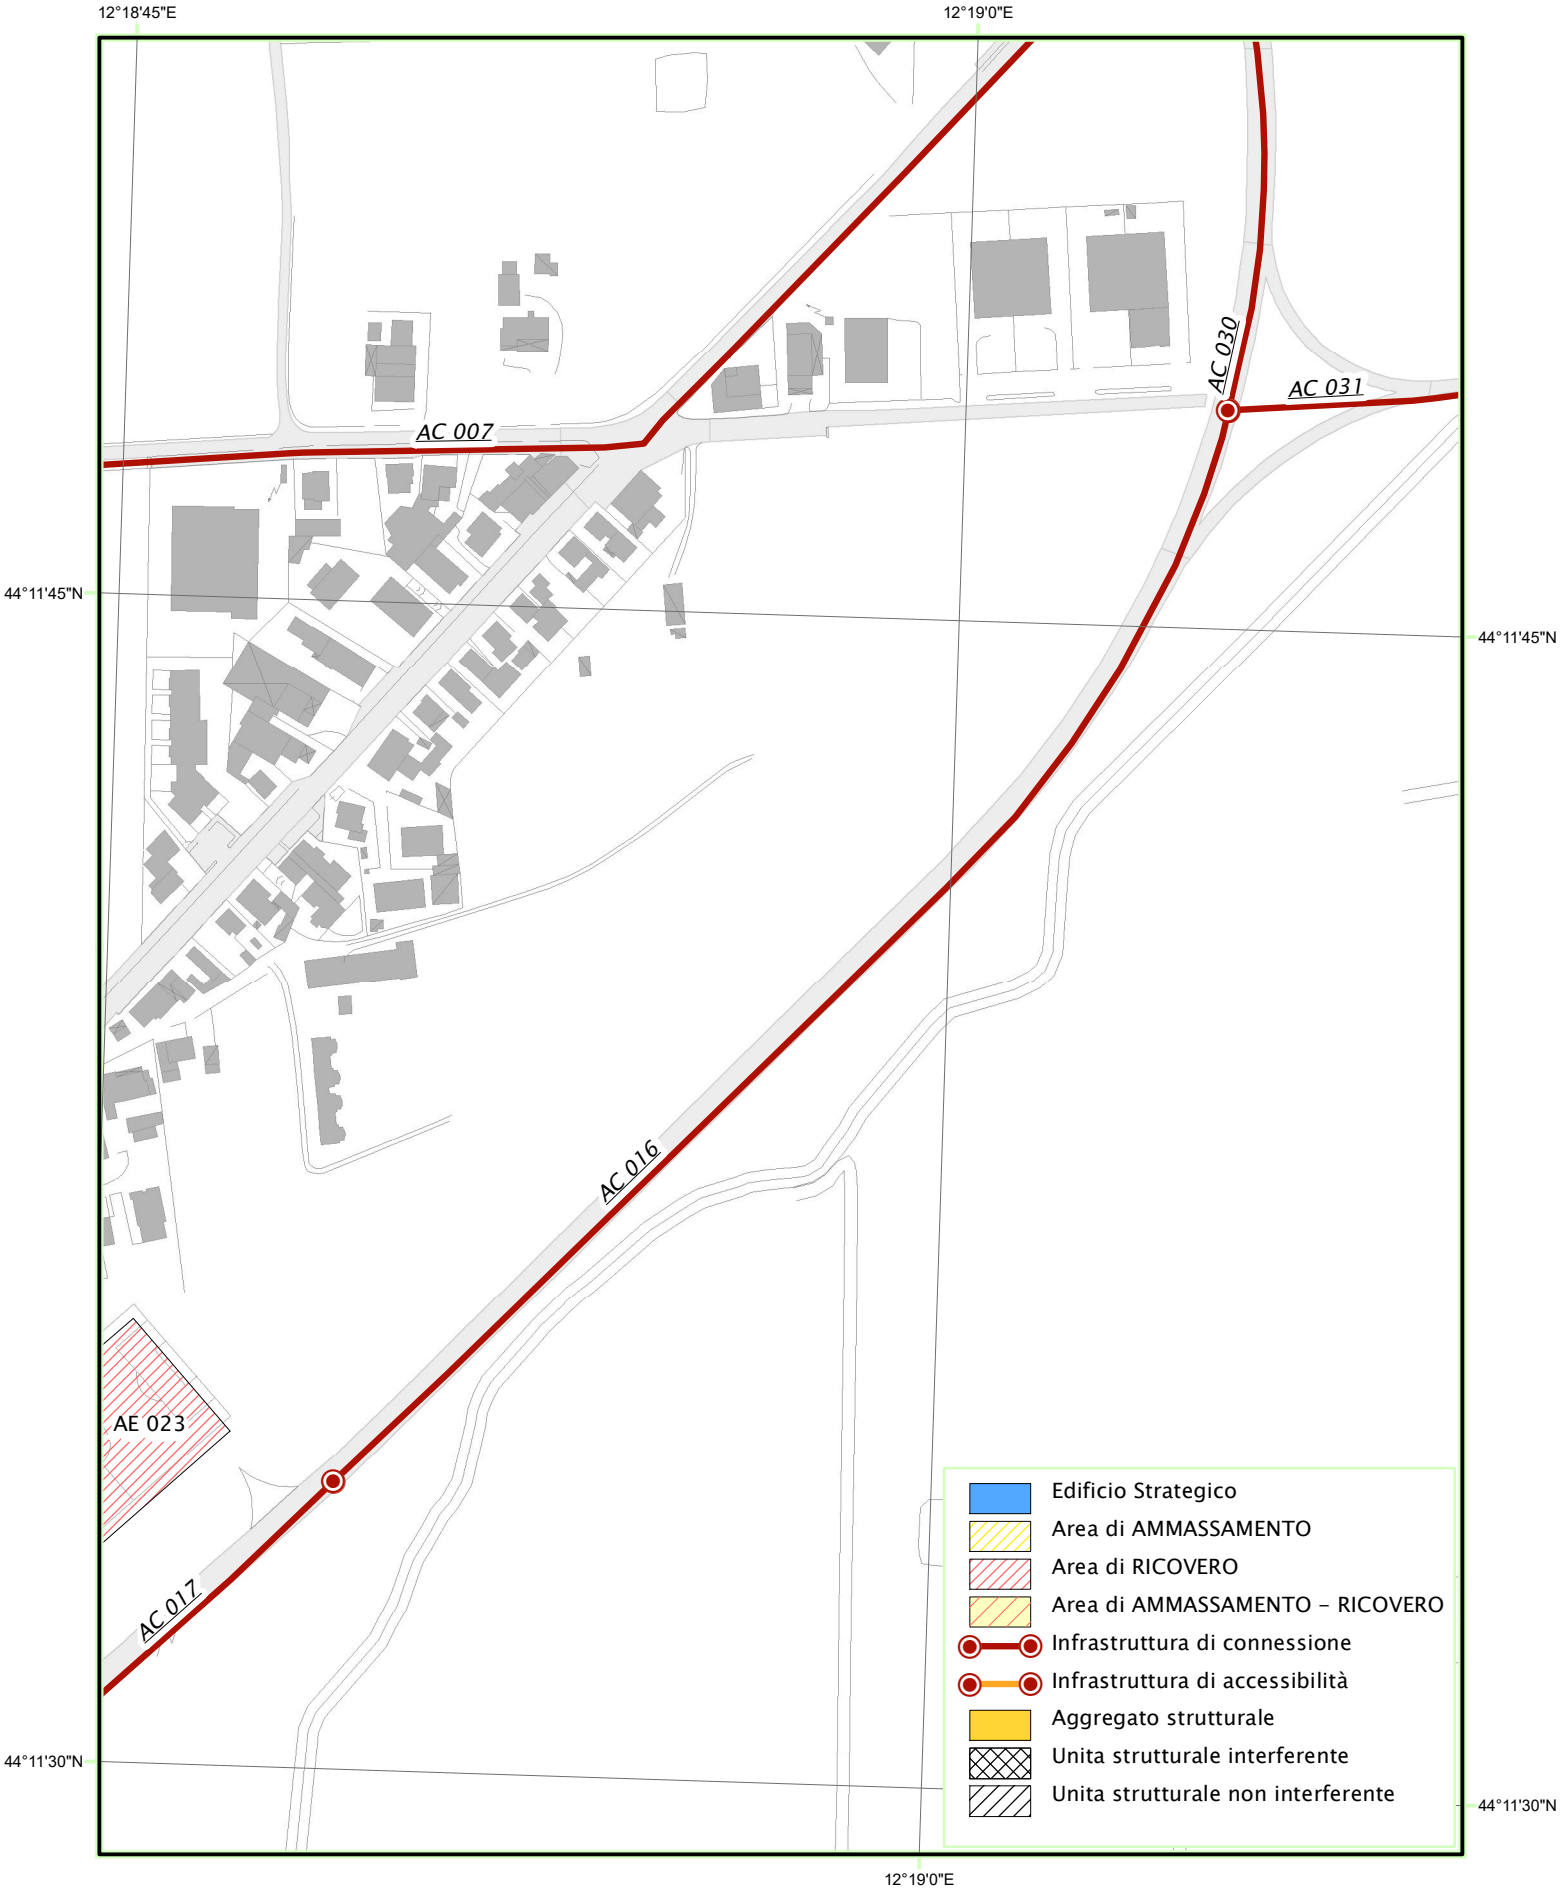 12°18'45"E
12°19'0"E
AC 030
AC 031
AC 007
44°11'45"N
44°11'45"N
AC 016
AE 023
AC 017
Edificio Strategico
Area di AMMASSAMENTO
Area di RICOVERO
Area di AMMASSAMENTO - RICOVERO
Infrastruttura di connessione
Infrastruttura di accessibilità
Aggregato strutturale
Unita strutturale interferente
Unita strutturale non interferente
44°11'30"N
44°11'30"N
12°19'0"E